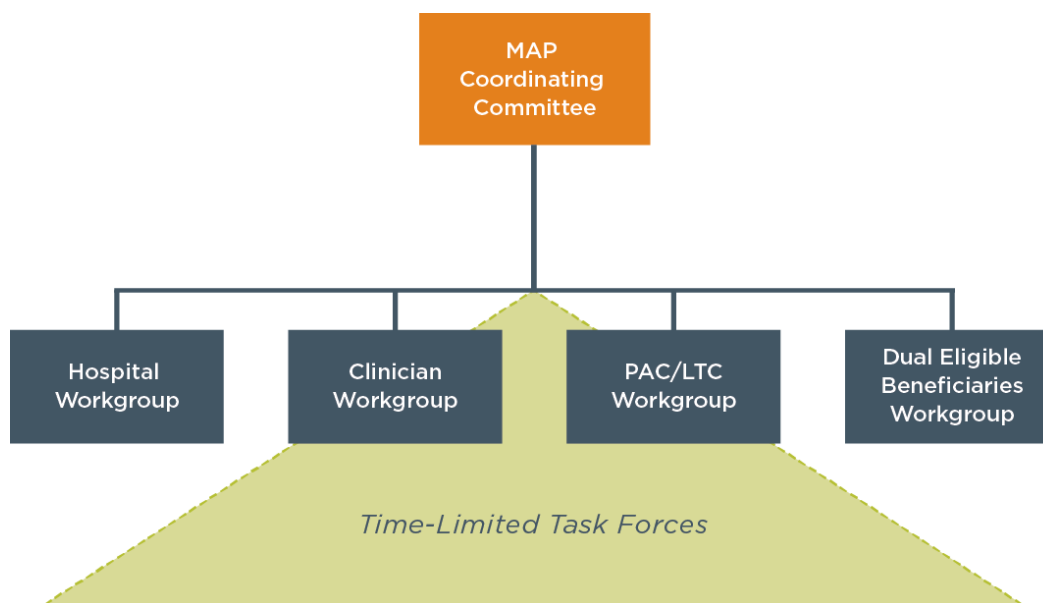 MAP
Coordinating
Committee
Hospital
Workgroup
Clinician
Workgroup
PAC/LTC
Workgroup
Dual Eligible
Beneficiaries
Workgroup
Time-Limited Task Forces